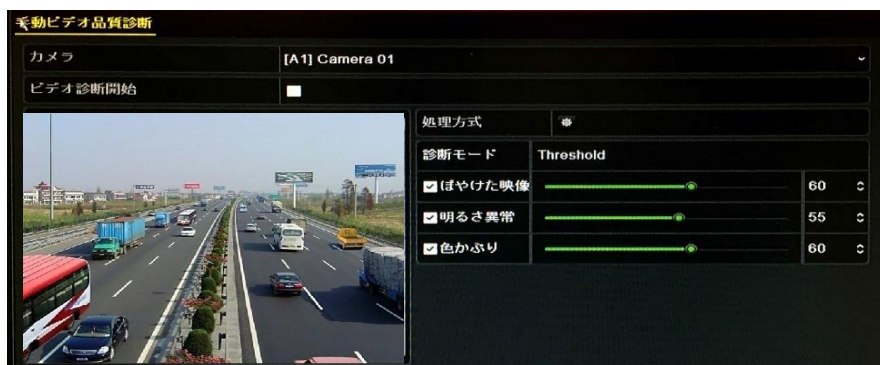 手動ビデオ品質診断
カメラ [A1] Camera 01
ビデオ診断開始
処理方式
診断モード Threshold
ぼやけた映像 60
明るさ異常 55
色かぶり 60